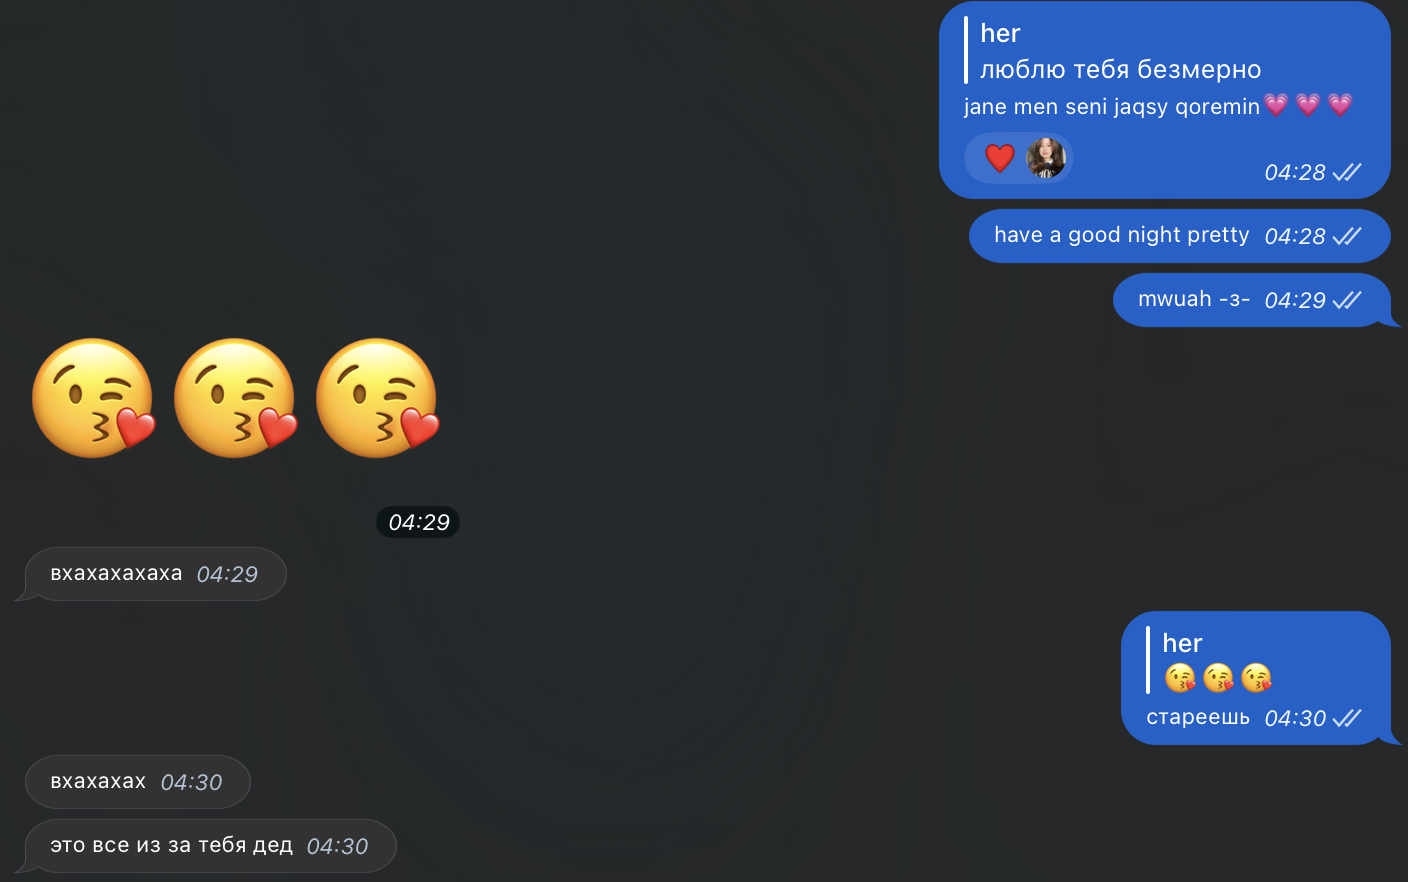 her
люблю тебя безмерно
jane men seni jaqsy qoremin💗💗💗
❤️
04:28
have a good night pretty 04:28
mwuah -з- 04:29
😘😘😘
04:29
вхахахахаха 04:29
her
😘😘😘
стареешь 04:30
вхахахах 04:30
это все из за тебя дед 04:30